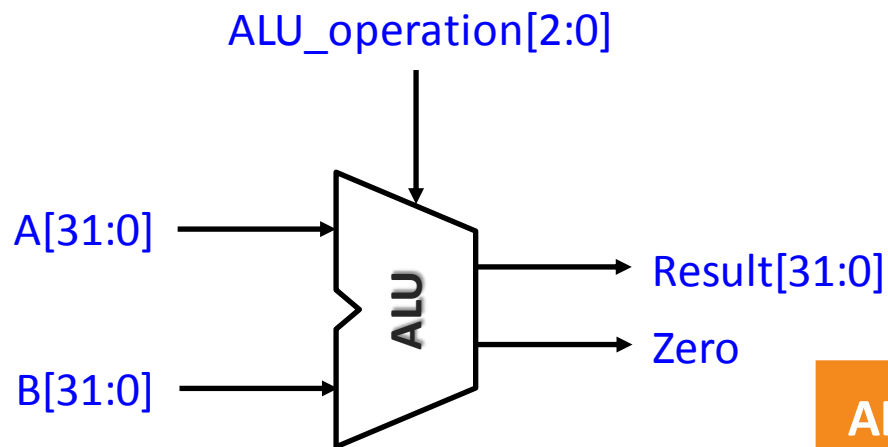 ALU_operation[2:0]
A[31:0]
ALU
Result[31:0]
Zero
B[31:0]